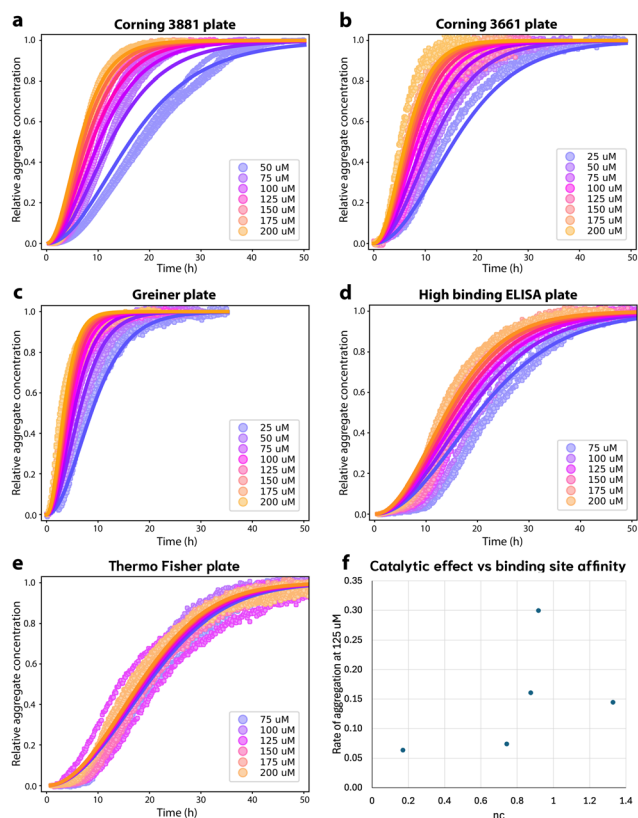 a
Corning 3881 plate
Relative aggregate concentration
1.0
0.8
0.6
0.4
0.2
0.0
50 uM
75 uM
100 uM
125 uM
150 uM
175 uM
200 uM
0 10 20 30 40 50
Time (h)
b
Corning 3661 plate
Relative aggregate concentration
1.0
0.8
0.6
0.4
0.2
0.0
25 uM
50 uM
75 uM
100 uM
125 uM
150 uM
175 uM
200 uM
0 10 20 30 40 50
Time (h)
c
Greiner plate
Relative aggregate concentration
1.0
0.8
0.6
0.4
0.2
0.0
25 uM
50 uM
75 uM
100 uM
125 uM
150 uM
175 uM
200 uM
0 10 20 30 40 50
Time (h)
d
High binding ELISA plate
Relative aggregate concentration
1.0
0.8
0.6
0.4
0.2
0.0
75 uM
100 uM
125 uM
150 uM
175 uM
200 uM
0 10 20 30 40 50
Time (h)
e
Thermo Fisher plate
Relative aggregate concentration
1.0
0.8
0.6
0.4
0.2
0.0
75 uM
100 uM
125 uM
150 uM
175 uM
200 uM
0 10 20 30 40 50
Time (h)
f
Catalytic effect vs binding site affinity
Rate of aggregation at 125 uM
0.35
0.30
0.25
0.20
0.15
0.10
0.05
0.00
0 0.2 0.4 0.6 0.8 1 1.2 1.4
nc